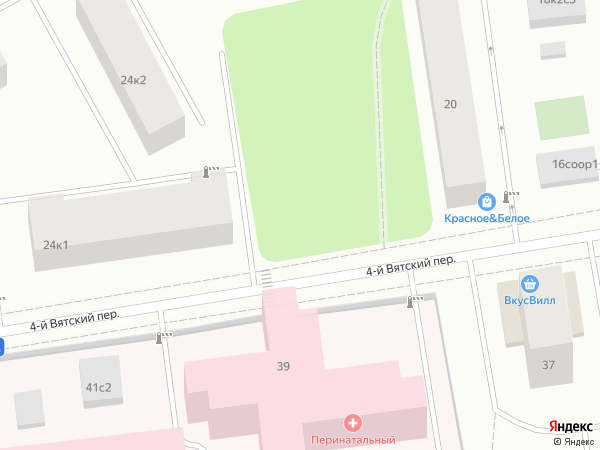 18к2с3
24к2
20
16соор1
Красное&Белое
24к1
4-й Вятский пер.
ВкусВилл
4-й Вятский пер.
39
37
41с2
Перинатальный
Яндекс
© Яндекс